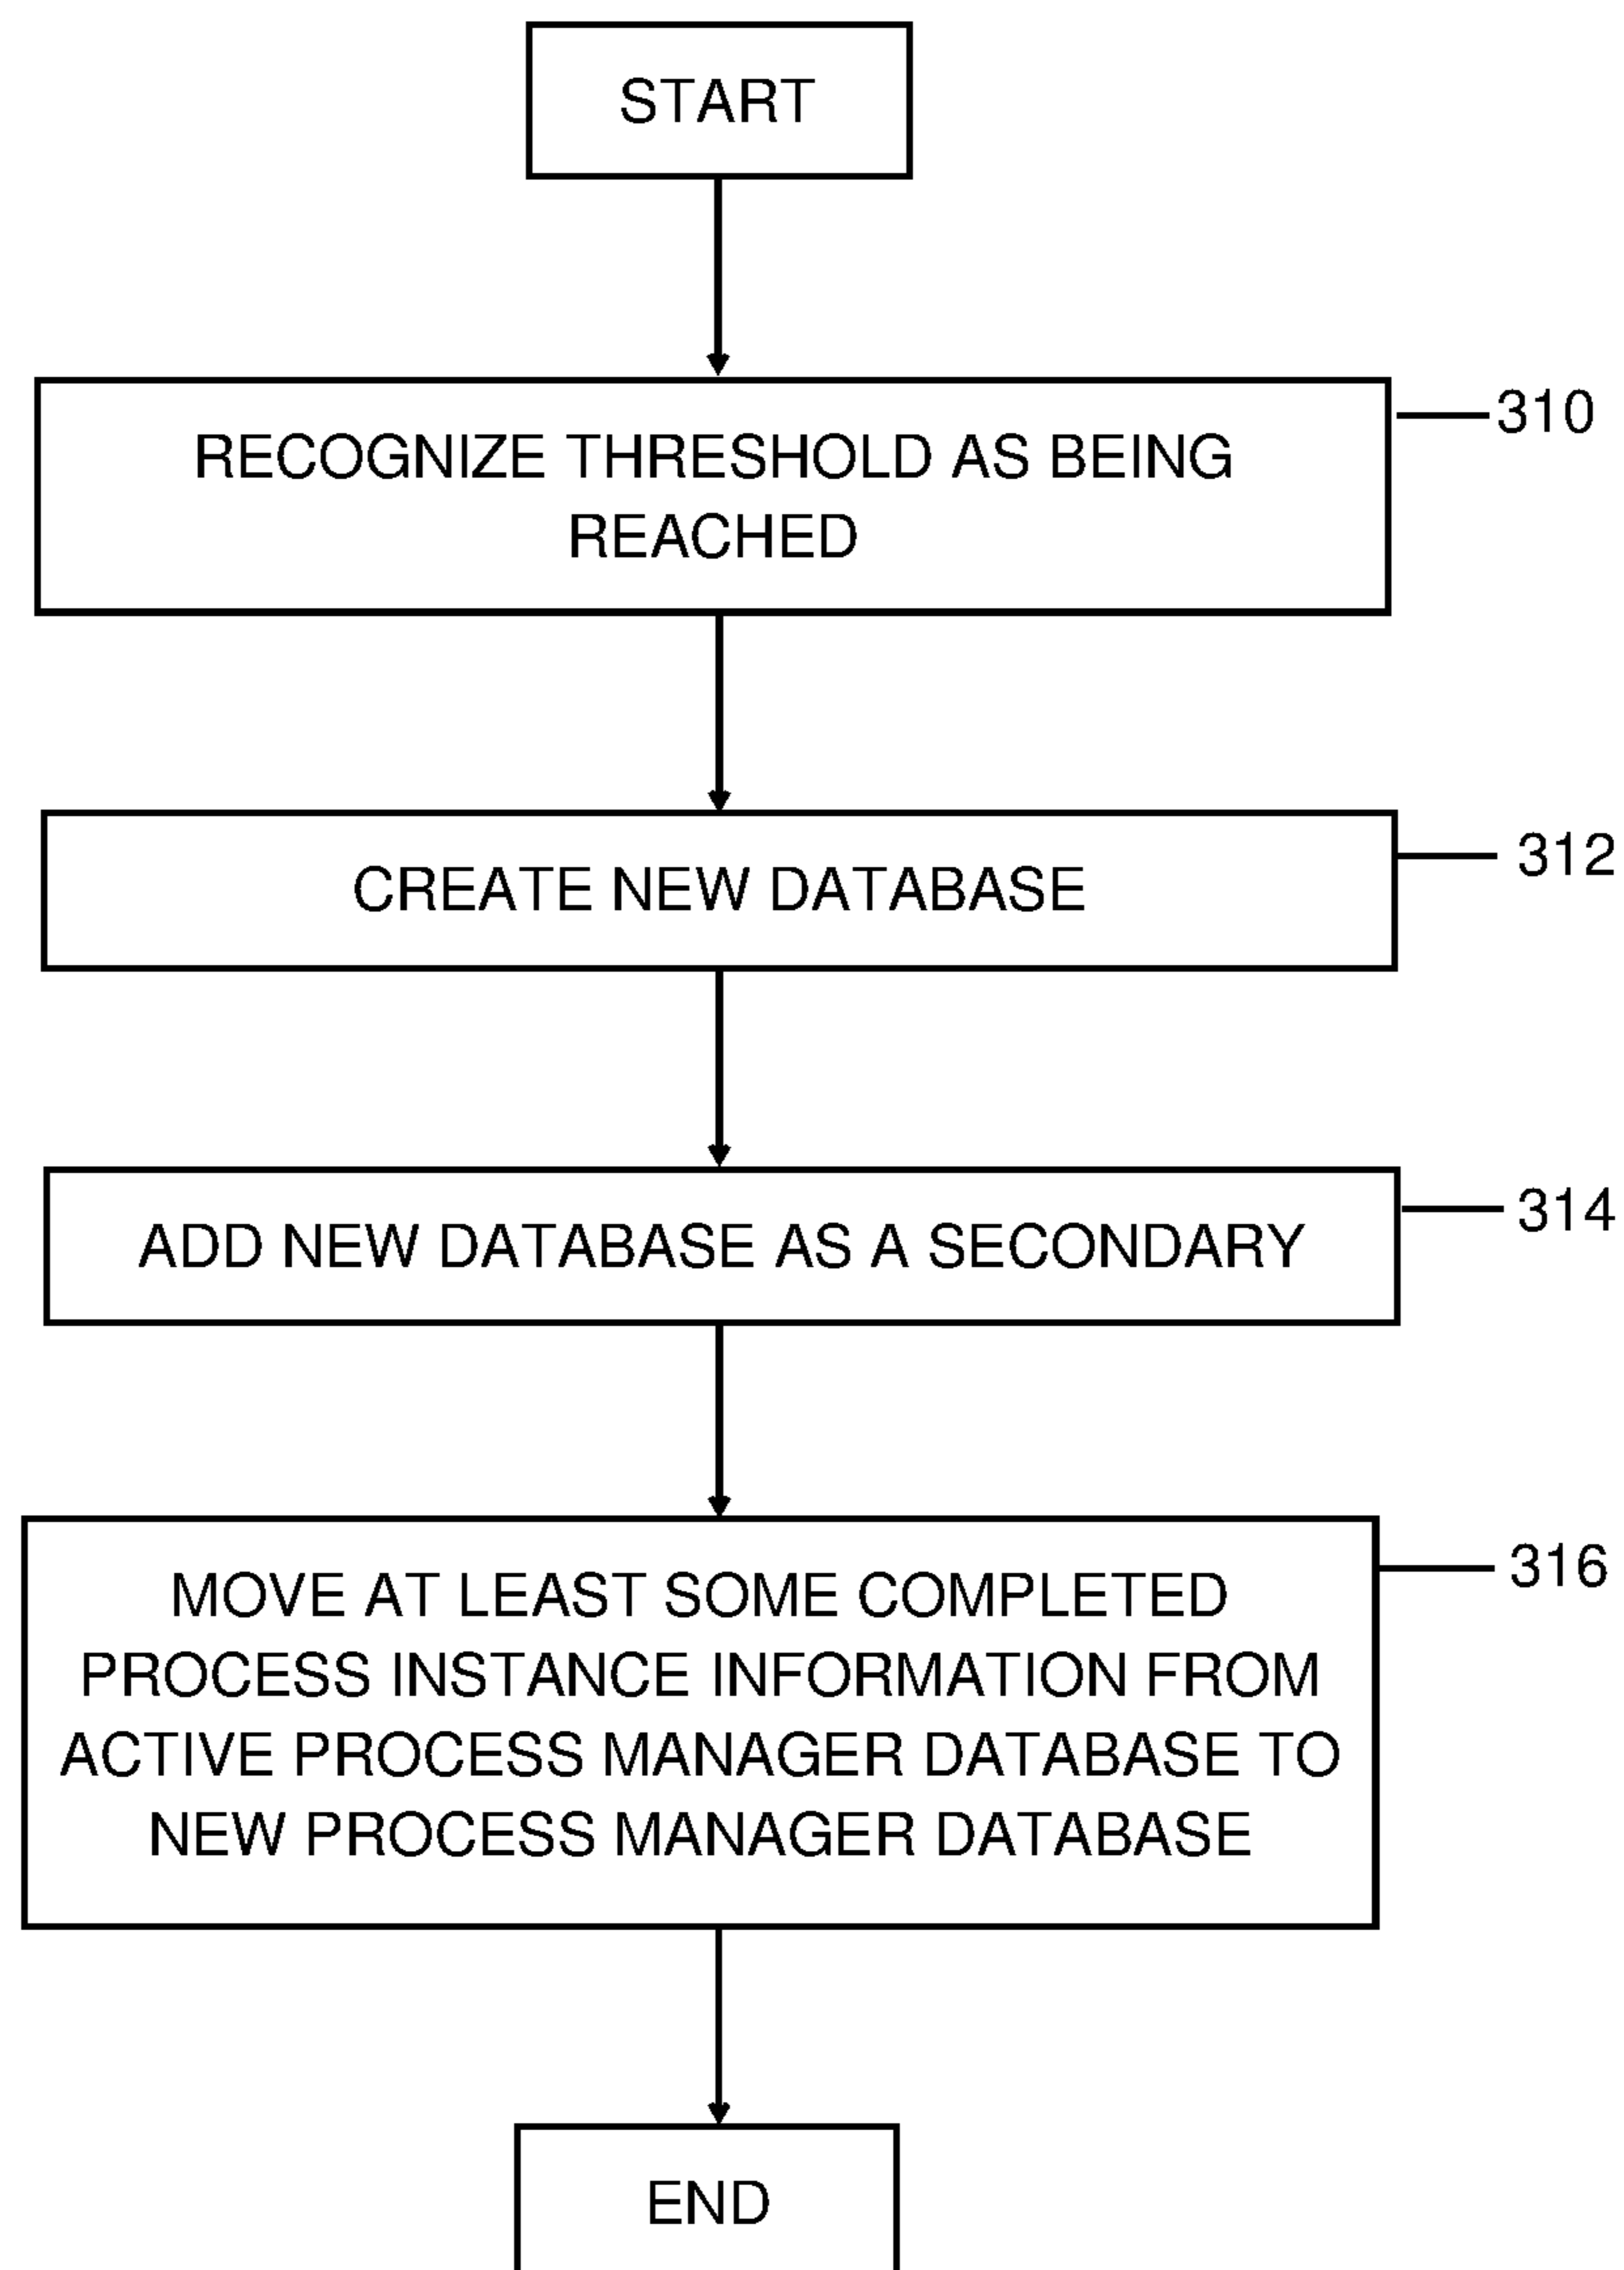 START
RECOGNIZE THRESHOLD AS BEING
REACHED
310
CREATE NEW DATABASE
312
ADD NEW DATABASE AS A SECONDARY
314
MOVE AT LEAST SOME COMPLETED
PROCESS INSTANCE INFORMATION FROM
ACTIVE PROCESS MANAGER DATABASE TO
NEW PROCESS MANAGER DATABASE
316
END